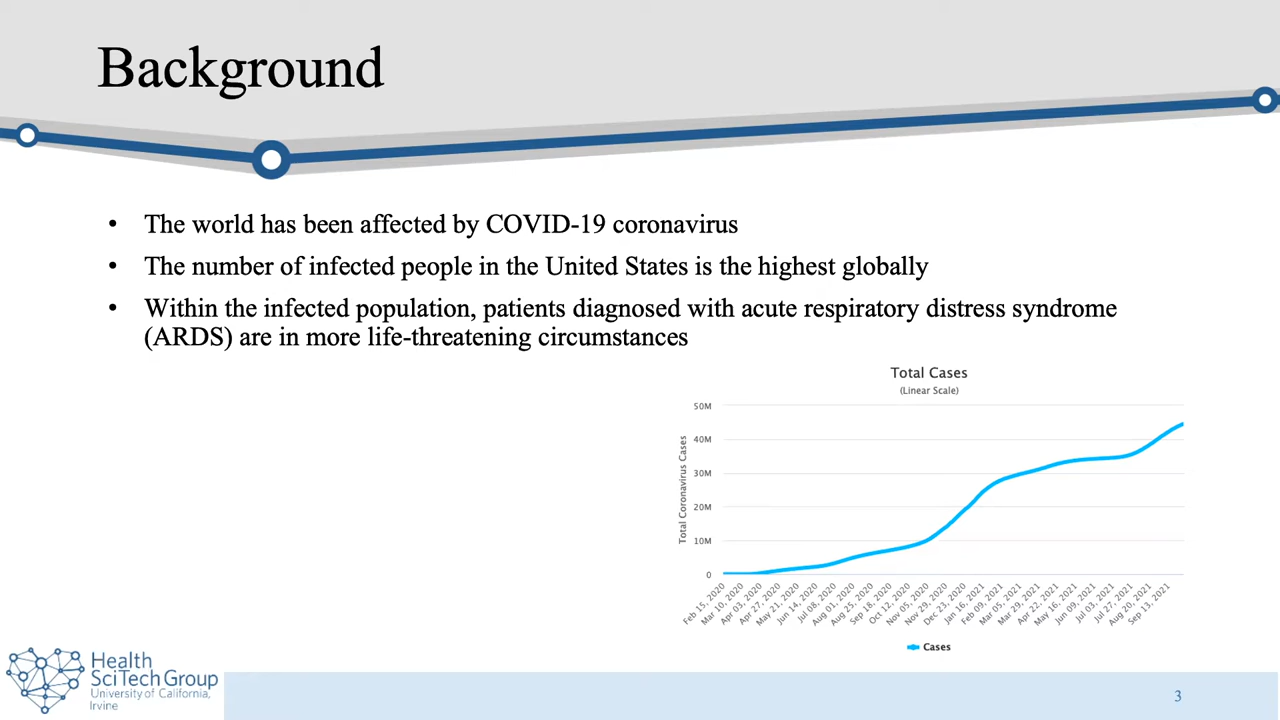 Background
• The world has been affected by COVID-19 coronavirus
• The number of infected people in the United States is the highest globally
• Within the infected population, patients diagnosed with acute respiratory distress syndrome
(ARDS) are in more life-threatening circumstances
Total Cases
(Linear Scale)
Total Coronavirus Cases
50M
40M
30M
20M
10M
0
Feb 15, 2020
Mar 10, 2020
Apr 03, 2020
Apr 27, 2020
May 21, 2020
Jun 14, 2020
Jul 08, 2020
Aug 01, 2020
Aug 25, 2020
Sep 18, 2020
Oct 12, 2020
Nov 05, 2020
Nov 29, 2020
Dec 23, 2020
Jan 16, 2021
Feb 09, 2021
Mar 05, 2021
Mar 29, 2021
Apr 22, 2021
May 16, 2021
Jun 09, 2021
Jul 03, 2021
Jul 27, 2021
Aug 20, 2021
Sep 13, 2021
Cases
Health
SciTech Group
University of California,
Irvine
3